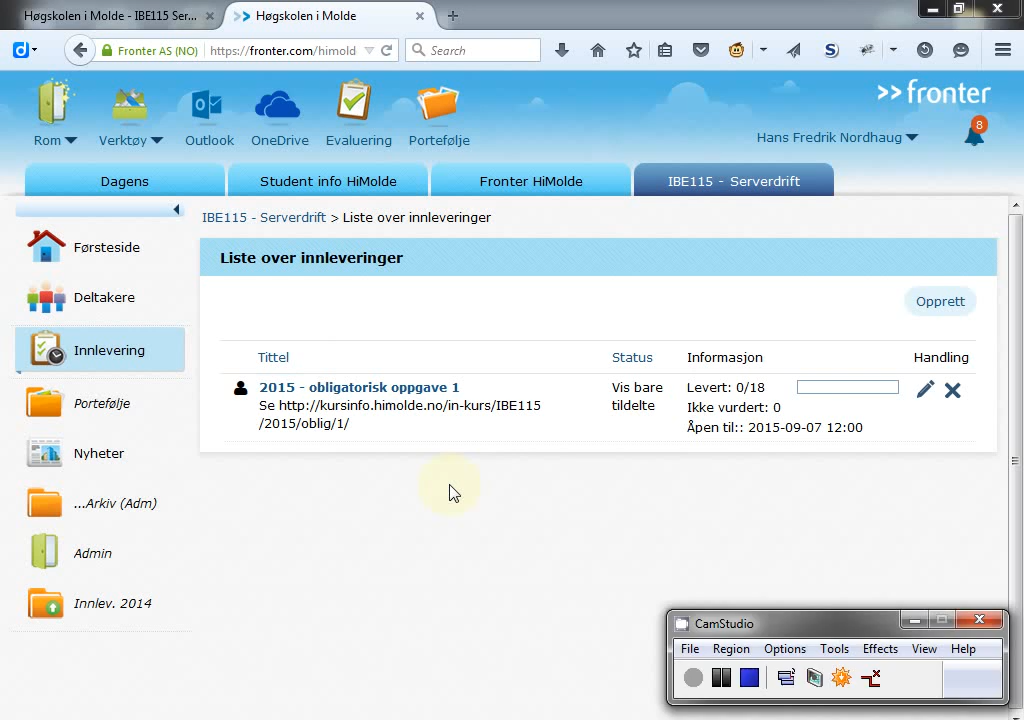 Høgskolen i Molde - IBE115 Ser...
Høgskolen i Molde
Fronter AS (NO)
https://fronter.com/himold
Search
Rom
Verktøy
Outlook
OneDrive
Evaluering
Portefølje
>>fronter
Hans Fredrik Nordhaug
8
Dagens
Student info HiMolde
Fronter HiMolde
IBE115 - Serverdrift
IBE115 - Serverdrift > Liste over innleveringer
Førsteside
Deltakere
Innlevering
Portefølje
Nyheter
...Arkiv (Adm)
Admin
Innlev. 2014
Liste over innleveringer
Opprett
Tittel Status Informasjon Handling
2015 - obligatorisk oppgave 1
Se http://kursinfo.himolde.no/in-kurs/IBE115
/2015/oblig/1/
Vis bare
tildelte
Levert: 0/18
Ikke vurdert: 0
Åpen til:: 2015-09-07 12:00
CamStudio
File Region Options Tools Effects View Help